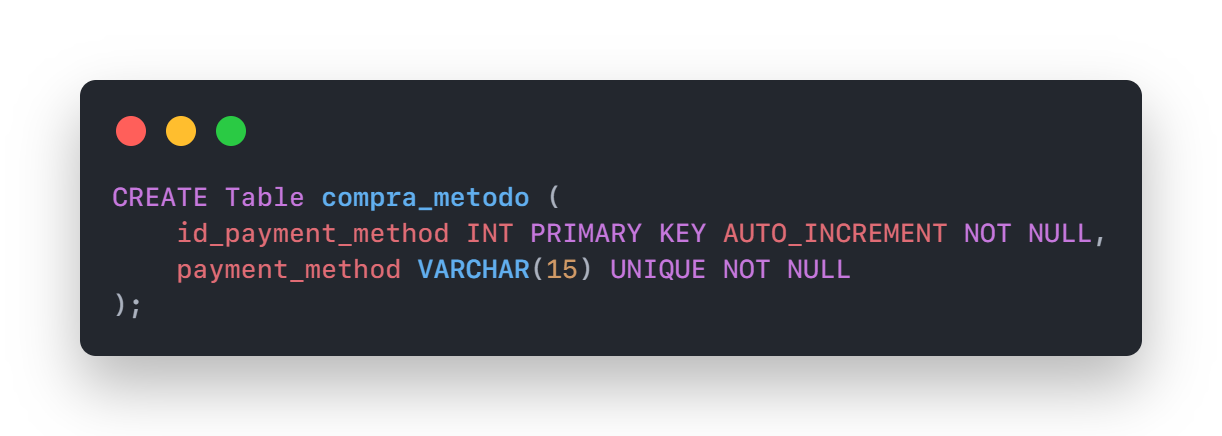 CREATE Table compra_metodo (
    id_payment_method INT PRIMARY KEY AUTO_INCREMENT NOT NULL,
    payment_method VARCHAR(15) UNIQUE NOT NULL
);